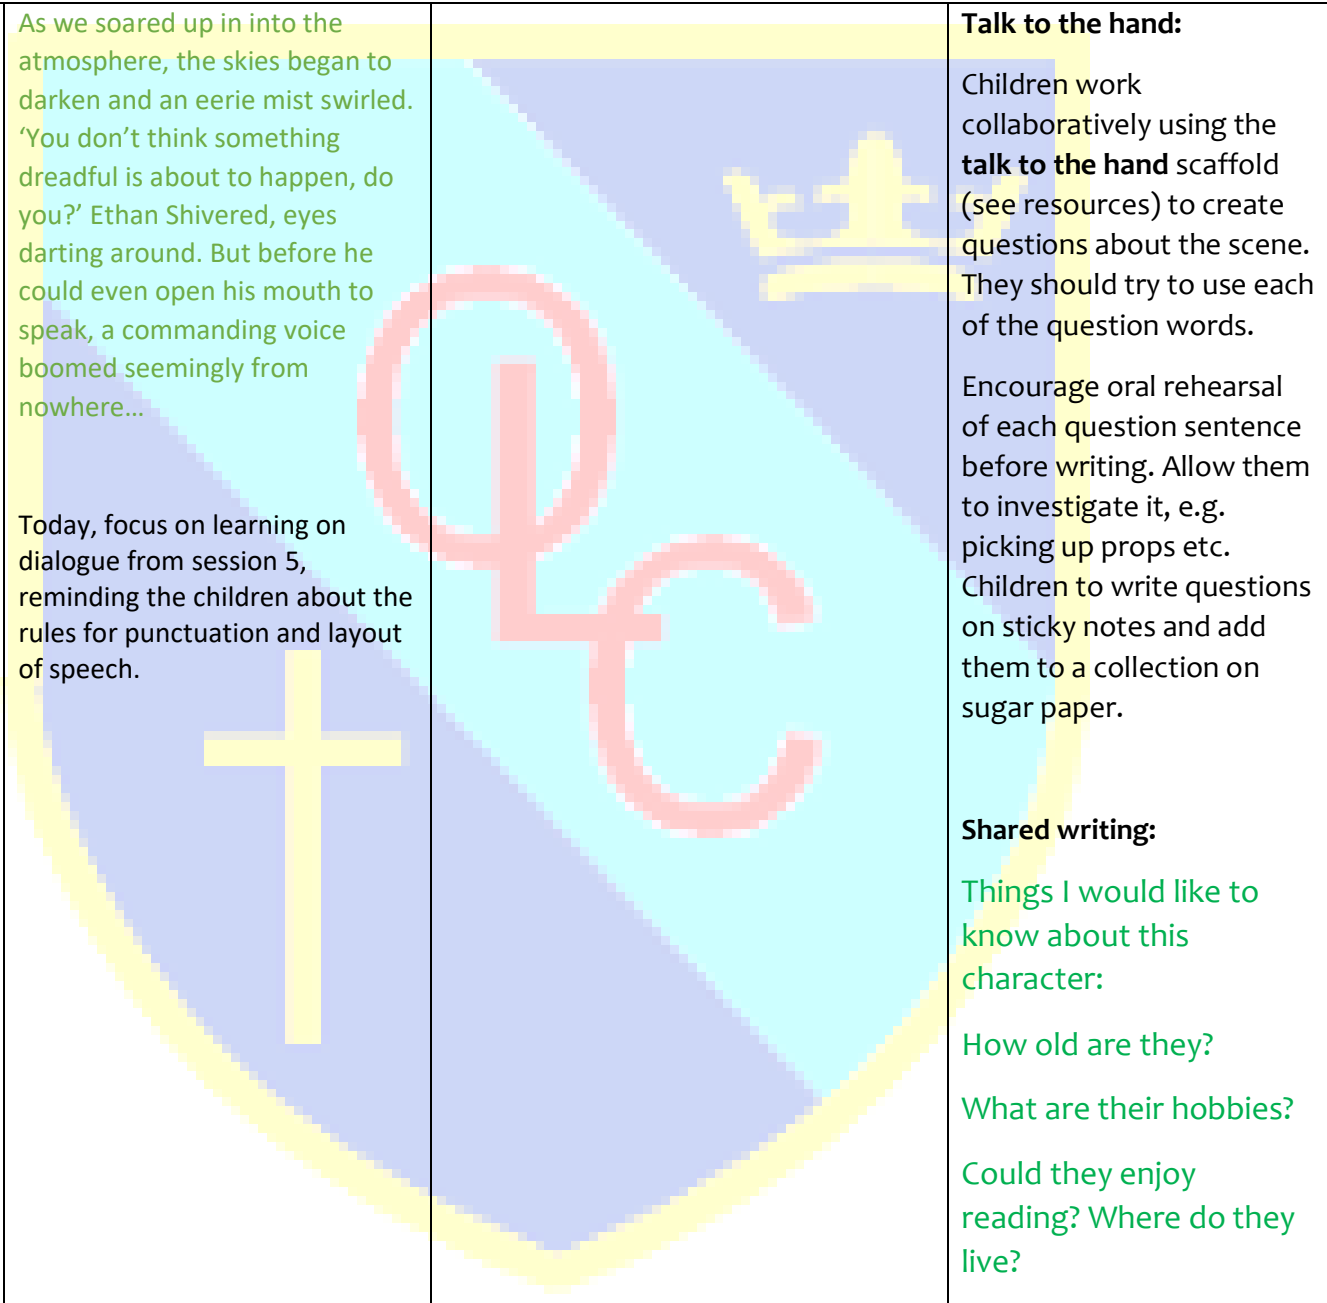 As we soared up in into the
atmosphere, the skies began to
darken and an eerie mist swirled.
‘You don’t think something
dreadful is about to happen, do
you?’ Ethan Shivered, eyes
darting around. But before he
could even open his mouth to
speak, a commanding voice
boomed seemingly from
nowhere…
Today, focus on learning on
dialogue from session 5,
reminding the children about the
rules for punctuation and layout
of speech.
OLC
Talk to the hand:
Children work
collaboratively using the
talk to the hand scaffold
(see resources) to create
questions about the scene.
They should try to use each
of the question words.
Encourage oral rehearsal
of each question sentence
before writing. Allow them
to investigate it, e.g.
picking up props etc.
Children to write questions
on sticky notes and add
them to a collection on
sugar paper.
Shared writing:
Things I would like to
know about this
character:
How old are they?
What are their hobbies?
Could they enjoy
reading? Where do they
live?